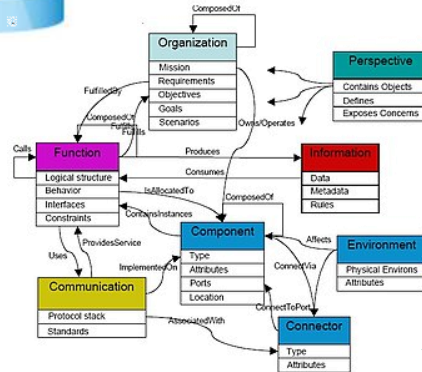 ComposedOf
Organization
Mission
Requirements
Objectives
Goals
Scenarios
Perspective
Contains Objects
Defines
Exposes Concerns
FulfilledBy
ComposedOf
Fulfills
Owns/Operates
Calls
Function
Logical structure
Behavior
Interfaces
Constraints
Produces
Consumes
Information
Data
Metadata
Rules
IsAllocatedTo
ContainsInstances
ComposedOf
Component
Type
Attributes
Ports
Location
Affects
Environment
Physical Environs
Attributes
ConnectVia
Uses
ProvidesService
ImplementedOn
Communication
Protocol stack
Standards
AssociatedWith
ConnectToPort
Connector
Type
Attributes